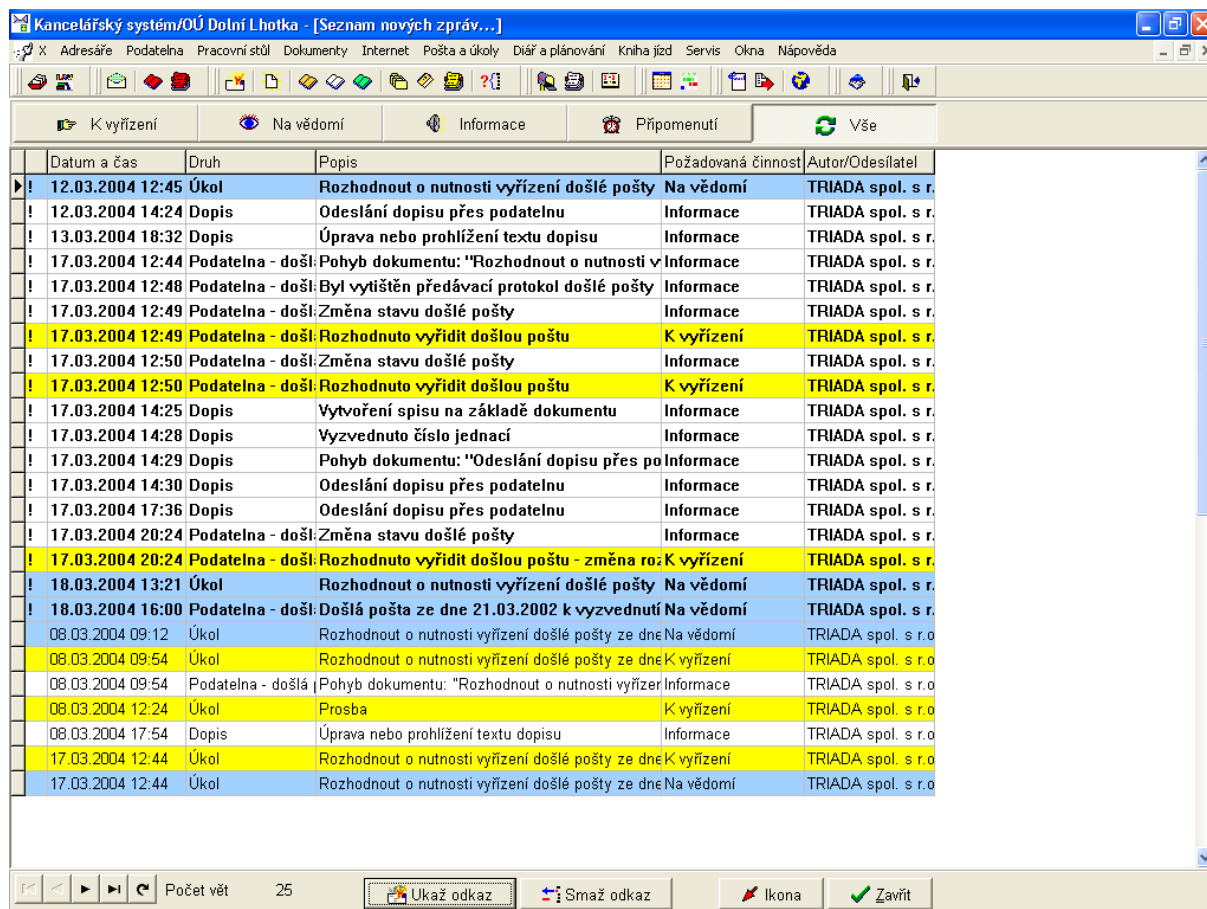 Kancelářský systém/OÚ Dolní Lhotka - [Seznam nových zpráv...]
X Adresáře Podatelna Pracovní stůl Dokumenty Internet Pošta a úkoly Diář a plánování Kniha jízd Servis Okna Nápověda
K vyřízení Na vědomí Informace Připomenutí Vše
Datum a čas Druh Popis Požadovaná činnost Autor/Odesílatel
! 12.03.2004 12:45 Úkol Rozhodnout o nutnosti vyřízení došlé pošty Na vědomí TRIADA spol. s r.
! 12.03.2004 14:24 Dopis Odeslání dopisu přes podatelnu Informace TRIADA spol. s r.
! 13.03.2004 18:32 Dopis Úprava nebo prohlížení textu dopisu Informace TRIADA spol. s r.
! 17.03.2004 12:44 Podatelna - došl Pohyb dokumentu: "Rozhodnout o nutnosti v Informace TRIADA spol. s r.
! 17.03.2004 12:48 Podatelna - došl Byl vytištěn předávací protokol došlé pošty Informace TRIADA spol. s r.
! 17.03.2004 12:49 Podatelna - došl Změna stavu došlé pošty Informace TRIADA spol. s r.
! 17.03.2004 12:49 Podatelna - došl Rozhodnuto vyřídit došlou poštu K vyřízení TRIADA spol. s r.
! 17.03.2004 12:50 Podatelna - došl Změna stavu došlé pošty Informace TRIADA spol. s r.
! 17.03.2004 12:50 Podatelna - došl Rozhodnuto vyřídit došlou poštu K vyřízení TRIADA spol. s r.
! 17.03.2004 14:25 Dopis Vytvoření spisu na základě dokumentu Informace TRIADA spol. s r.
! 17.03.2004 14:28 Dopis Vyzvednuto číslo jednací Informace TRIADA spol. s r.
! 17.03.2004 14:29 Dopis Pohyb dokumentu: "Odeslání dopisu přes po Informace TRIADA spol. s r.
! 17.03.2004 14:30 Dopis Odeslání dopisu přes podatelnu Informace TRIADA spol. s r.
! 17.03.2004 17:36 Dopis Odeslání dopisu přes podatelnu Informace TRIADA spol. s r.
! 17.03.2004 20:24 Podatelna - došl Změna stavu došlé pošty Informace TRIADA spol. s r.
! 17.03.2004 20:24 Podatelna - došl Rozhodnuto vyřídit došlou poštu - změna roz K vyřízení TRIADA spol. s r.
! 18.03.2004 13:21 Úkol Rozhodnout o nutnosti vyřízení došlé pošty Na vědomí TRIADA spol. s r.
! 18.03.2004 16:00 Podatelna - došl Došlá pošta ze dne 21.03.2002 k vyzvednutí Na vědomí TRIADA spol. s r.
08.03.2004 09:12 Úkol Rozhodnout o nutnosti vyřízení došlé pošty ze dne Na vědomí TRIADA spol. s r.o
08.03.2004 09:54 Úkol Rozhodnout o nutnosti vyřízení došlé pošty ze dne K vyřízení TRIADA spol. s r.o
08.03.2004 09:54 Podatelna - došlá Pohyb dokumentu: "Rozhodnout o nutnosti vyřízen Informace TRIADA spol. s r.o
08.03.2004 12:24 Úkol Prosba K vyřízení TRIADA spol. s r.o
08.03.2004 17:54 Dopis Úprava nebo prohlížení textu dopisu Informace TRIADA spol. s r.o
17.03.2004 12:44 Úkol Rozhodnout o nutnosti vyřízení došlé pošty ze dne K vyřízení TRIADA spol. s r.o
17.03.2004 12:44 Úkol Rozhodnout o nutnosti vyřízení došlé pošty ze dne Na vědomí TRIADA spol. s r.o
Počet vět 25 Ukaž odkaz Smaž odkaz Ikona Zavřít